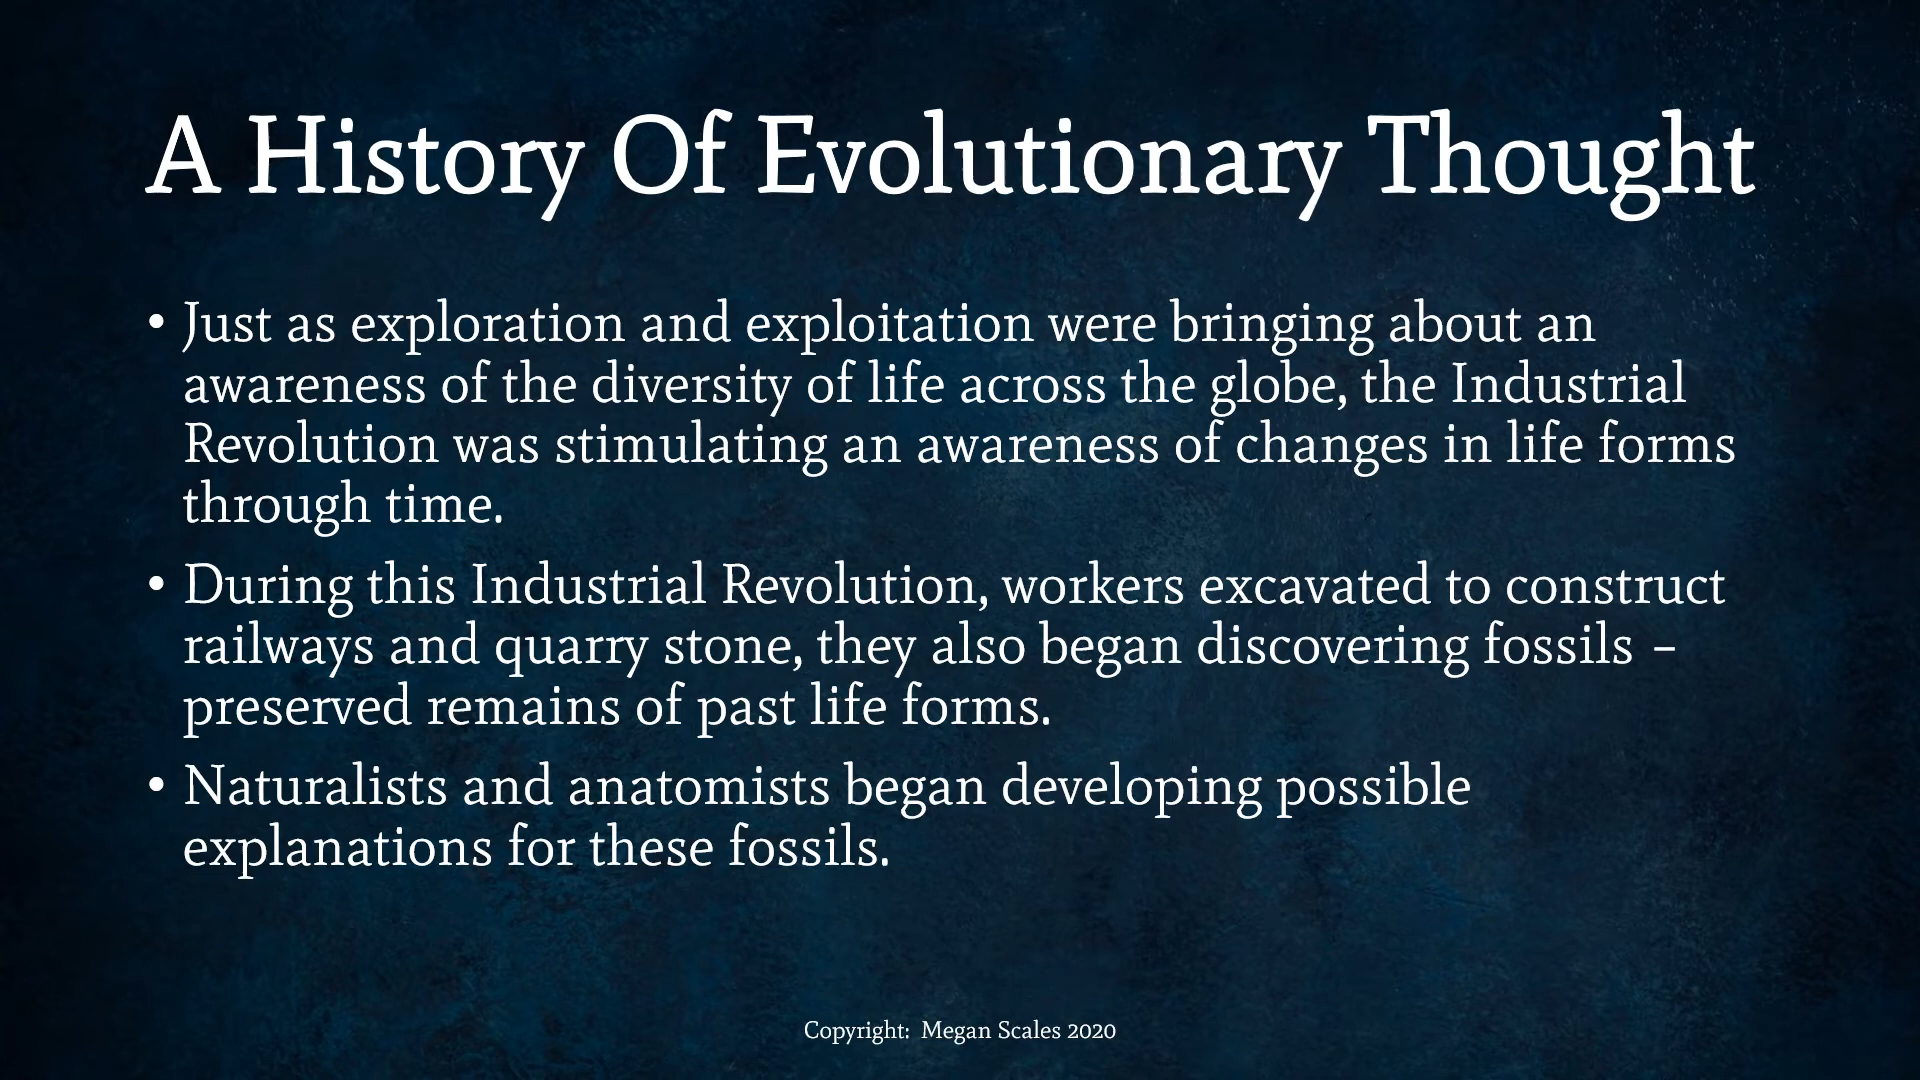 A History Of Evolutionary Thought
• Just as exploration and exploitation were bringing about an
awareness of the diversity of life across the globe, the Industrial
Revolution was stimulating an awareness of changes in life forms
through time.
• During this Industrial Revolution, workers excavated to construct
railways and quarry stone, they also began discovering fossils –
preserved remains of past life forms.
• Naturalists and anatomists began developing possible
explanations for these fossils.
Copyright:  Megan Scales 2020